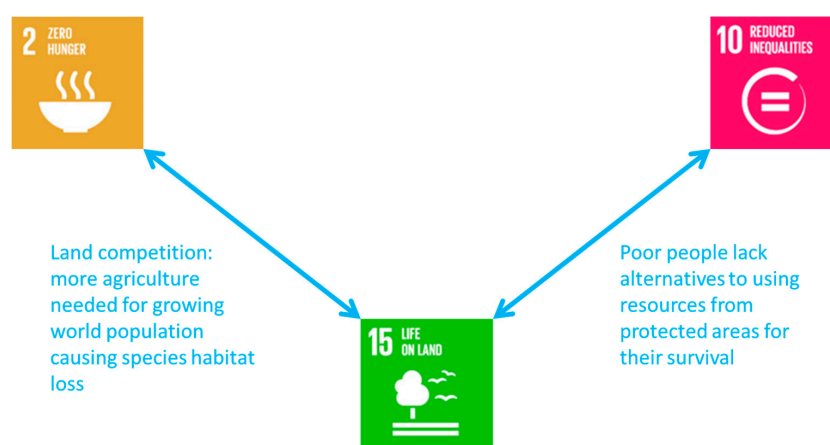 2 ZERO
HUNGER
10 REDUCED
INEQUALITIES
Land competition:
more agriculture
needed for growing
world population
causing species habitat
loss
Poor people lack
alternatives to using
resources from
protected areas for
their survival
15 LIFE
ON LAND